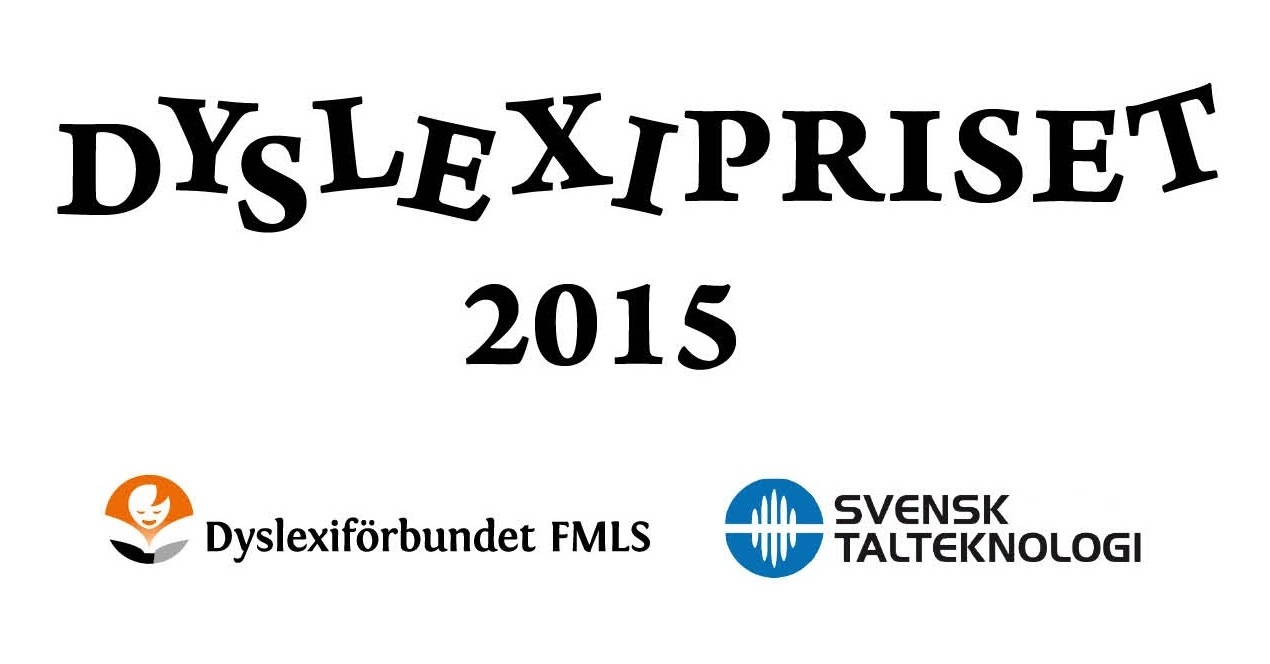 DYSLEXIPRISET
2015
Dyslexiförbundet FMLS
SVENSK
TALTEKNOLOGI